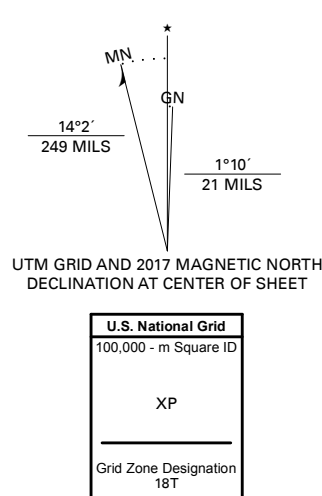 ★
MN
GN
14°2´
249 MILS
1°10´
21 MILS
UTM GRID AND 2017 MAGNETIC NORTH
DECLINATION AT CENTER OF SHEET
U.S. National Grid
100,000 - m Square ID
XP
Grid Zone Designation
18T